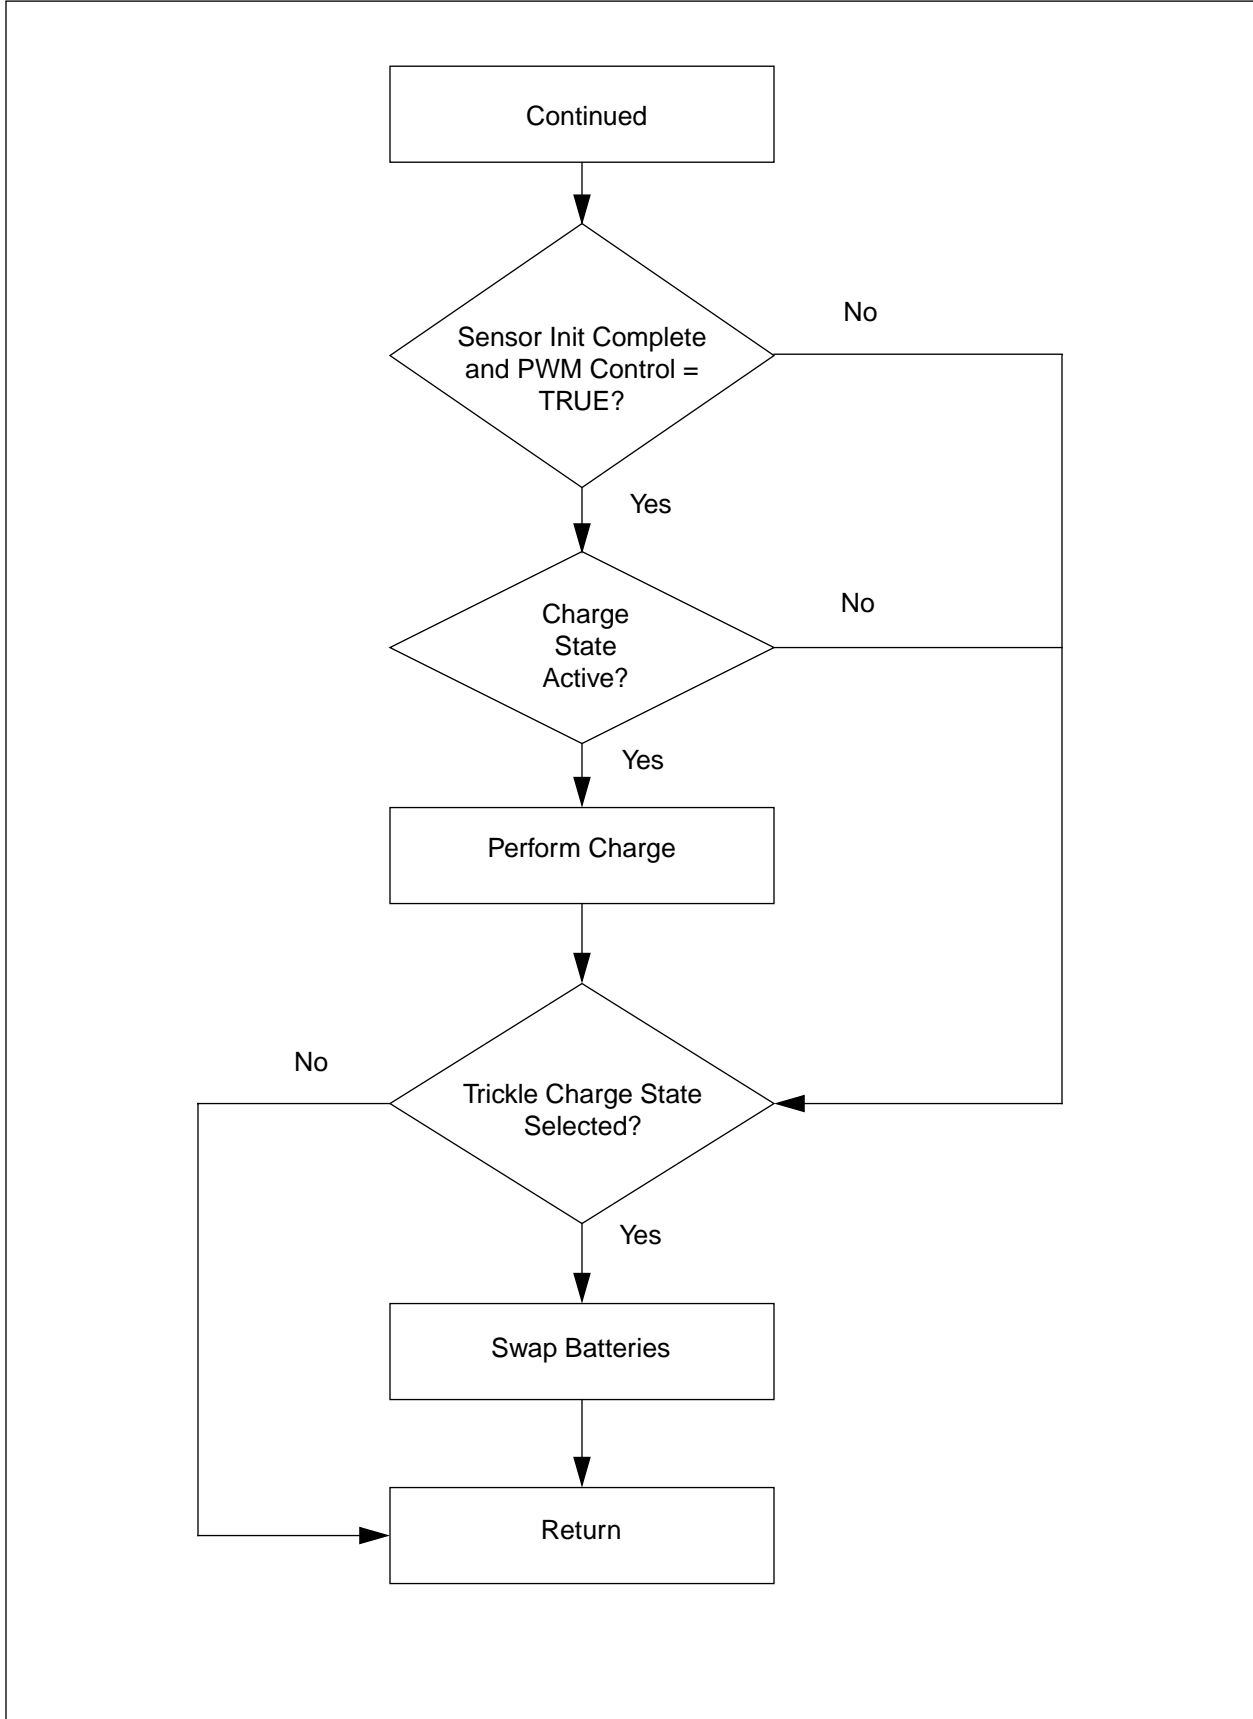 Continued
No
Sensor Init Complete
and PWM Control =
TRUE?
Yes
No
Charge
State
Active?
Yes
Perform Charge
No
Trickle Charge State
Selected?
Yes
Swap Batteries
Return